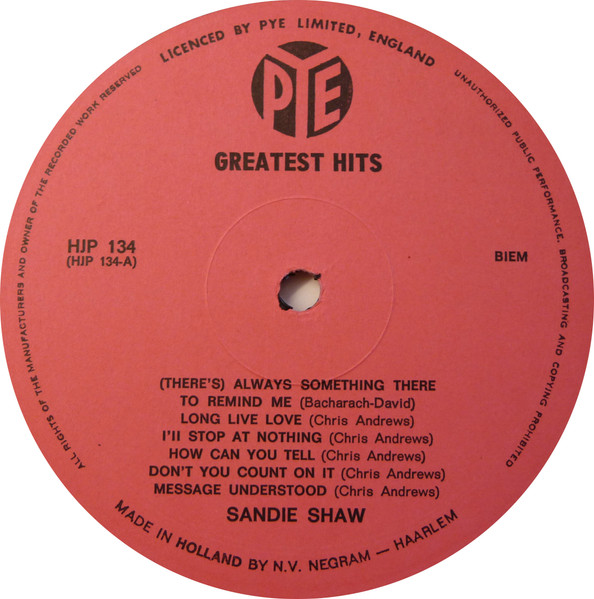 LICENCED BY PYE LIMITED, ENGLAND
PYE
GREATEST HITS
HJP 134
(HJP 134-A)
BIEM
(THERE'S) ALWAYS SOMETHING THERE
TO REMIND ME (Bacharach-David)
LONG LIVE LOVE (Chris Andrews)
I'll STOP AT NOTHING (Chris Andrews)
HOW CAN YOU TELL (Chris Andrews)
DON'T YOU COUNT ON IT (Chris Andrews)
MESSAGE UNDERSTOOD (Chris Andrews)
SANDIE SHAW
MADE IN HOLLAND BY N.V. NEGRAM — HAARLEM
ALL RIGHTS OF THE MANUFACTURERS AND OWNER OF THE RECORDED WORK RESERVED
UNAUTHORIZED PUBLIC PERFORMANCE, BROADCASTING AND COPYING PROHIBITED